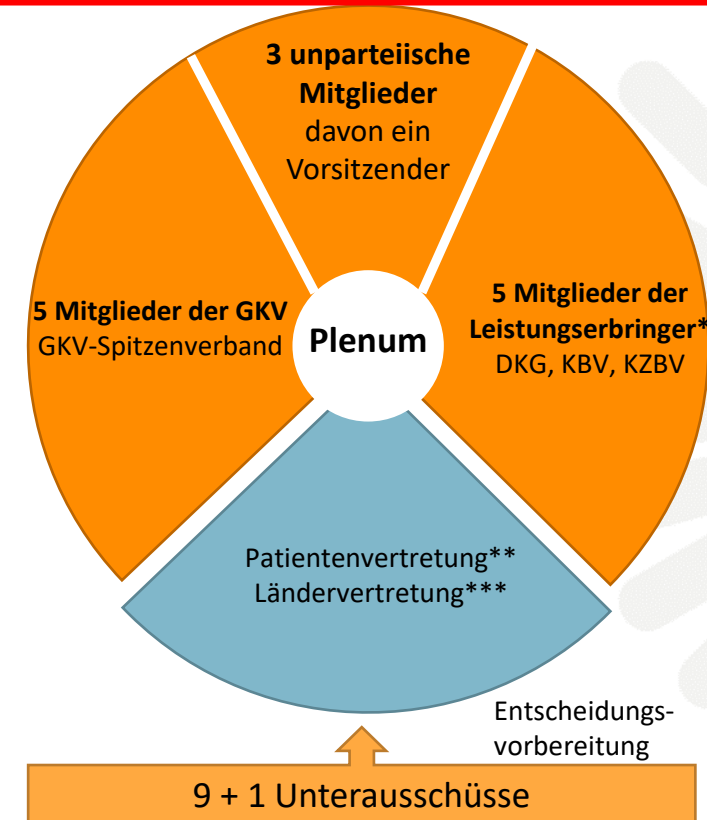 3 unparteiische
Mitglieder
davon ein
Vorsitzender
5 Mitglieder der GKV
GKV-Spitzenverband
Plenum
5 Mitglieder der
Leistungserbringer*
DKG, KBV, KZBV
Patientenvertretung**
Ländervertretung***
Entscheidungs-
vorbereitung
9 + 1 Unterausschüsse